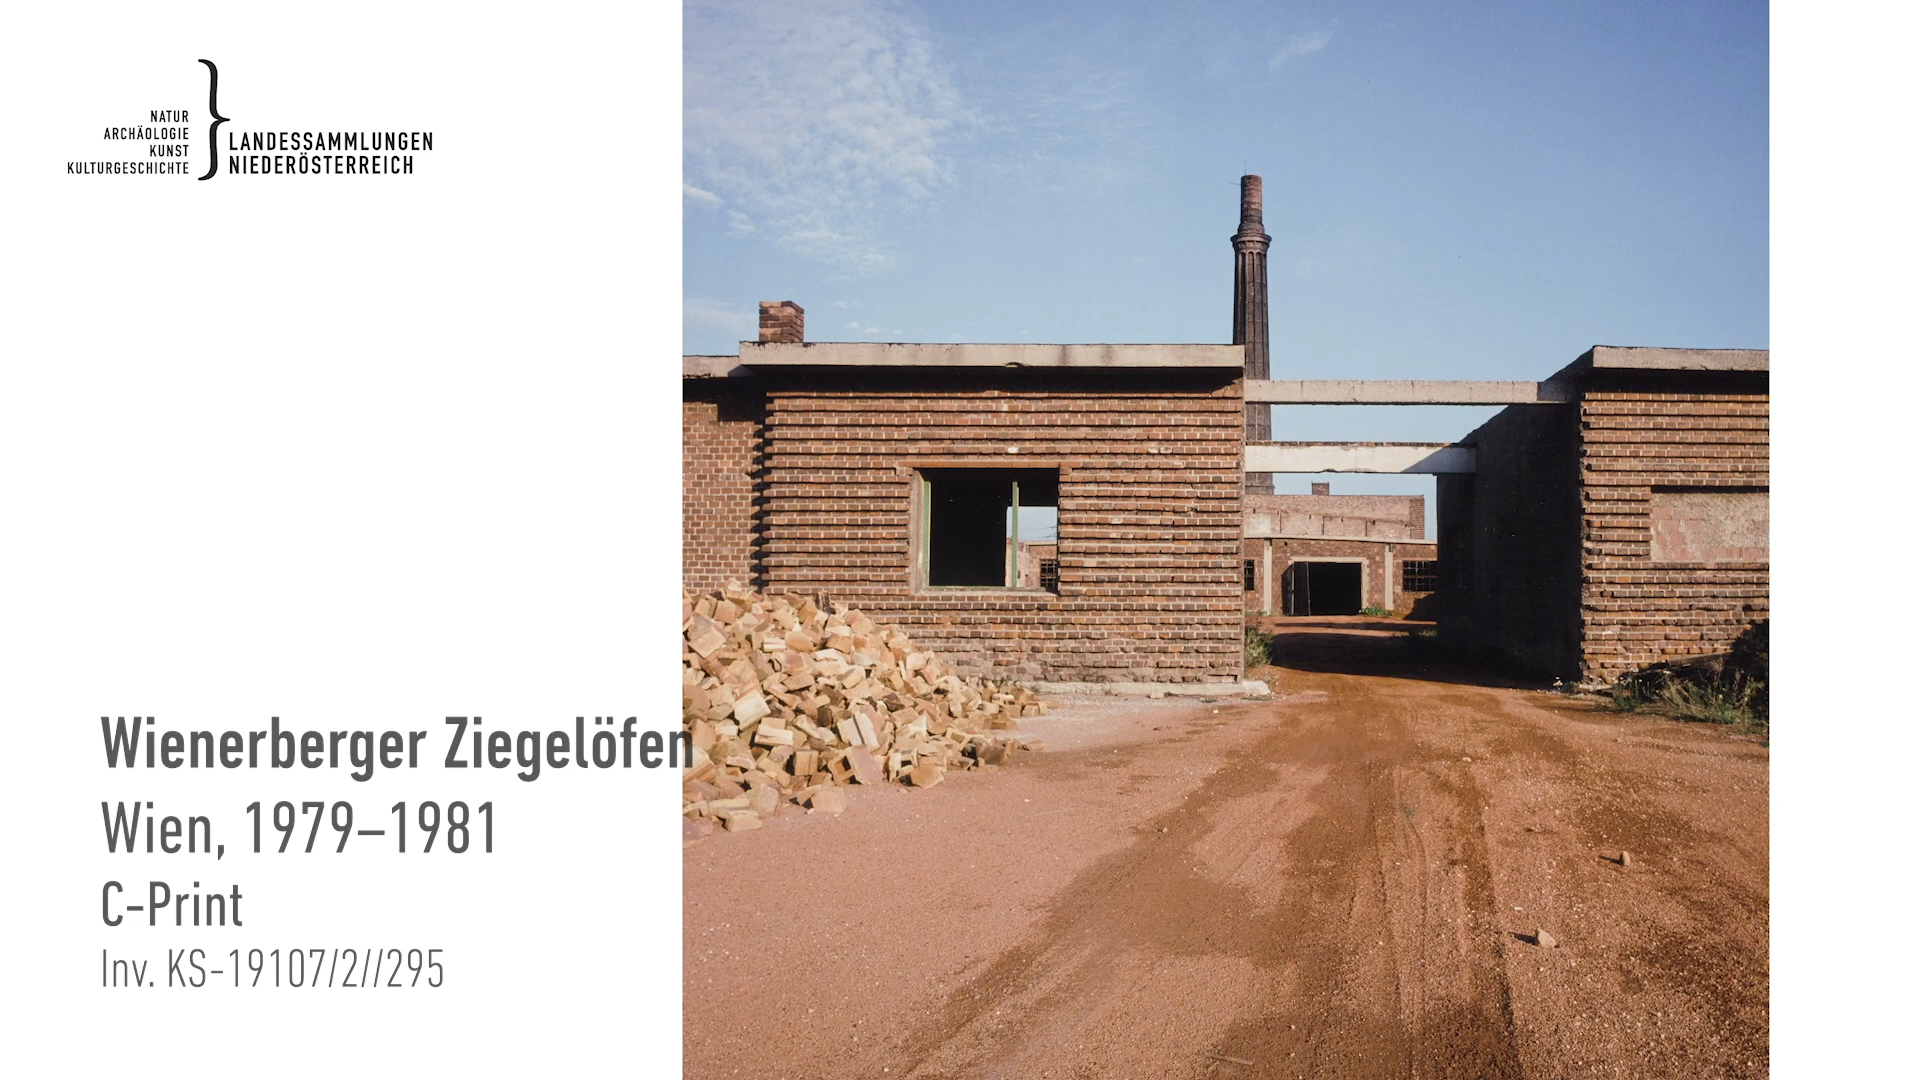 NATUR
ARCHÄOLOGIE
KUNST
KULTURGESCHICHTE
LANDESSAMMLUNGEN
NIEDERÖSTERREICH
Wienerberger Ziegelöfen
Wien, 1979–1981
C-Print
Inv. KS-19107/2//295